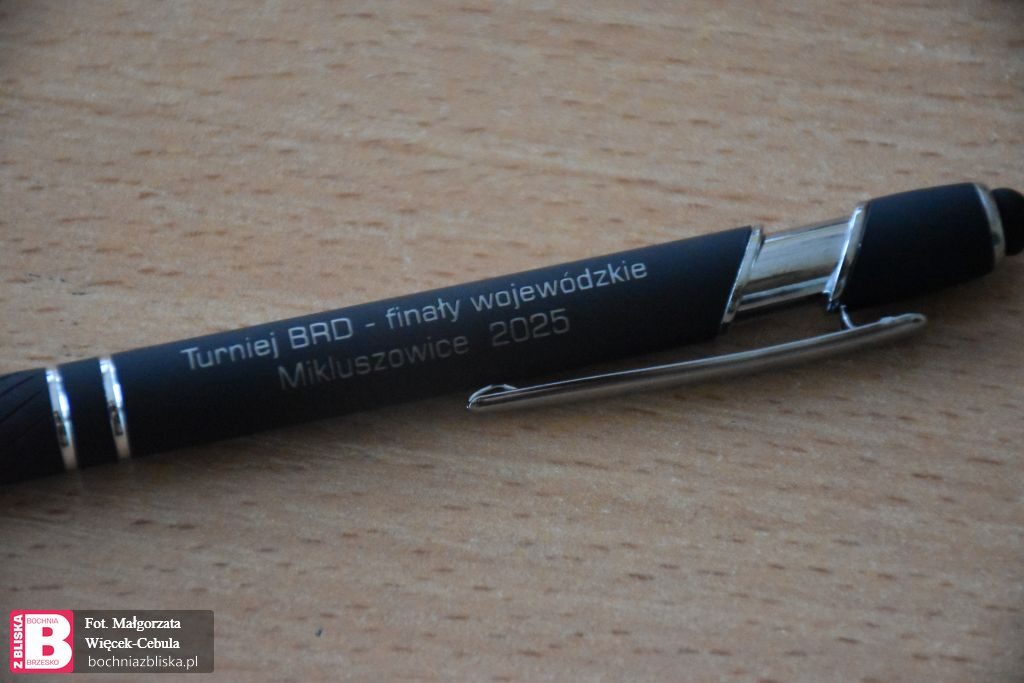 Turniej BRD - finały wojewódzkie
Mikluszowice 2025
Z BLISKA
BOCHNIA
B
BRZESKO
Fot. Małgorzata
Więcek-Cebula
bochniazbliska.pl